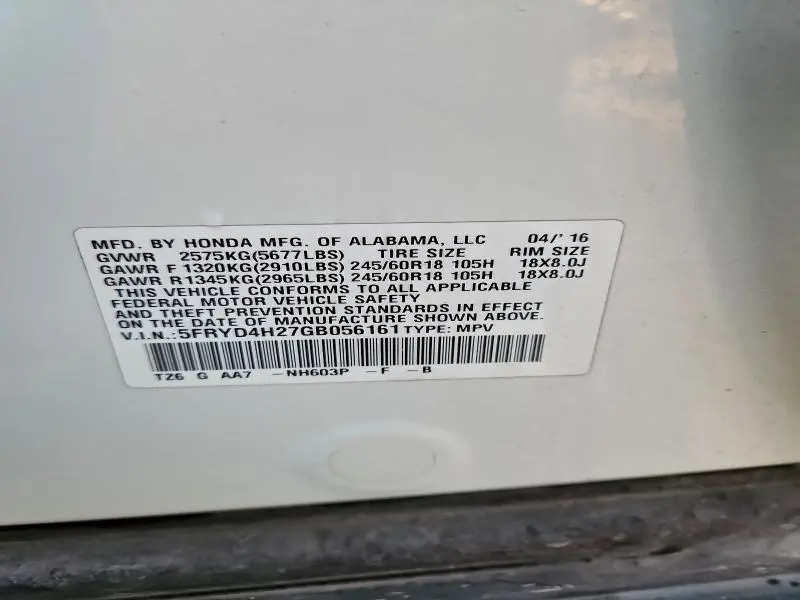 MFD. BY HONDA MFG. OF ALABAMA, LLC 04/' 16
GVWR 2575KG(5677LBS) TIRE SIZE RIM SIZE
GAWR F 1320KG(2910LBS) 245/60R18 105H 18X8.0J
GAWR R 1345KG(2965LBS) 245/60R18 105H 18X8.0J
THIS VEHICLE CONFORMS TO ALL APPLICABLE
FEDERAL MOTOR VEHICLE SAFETY
AND THEFT PREVENTION STANDARDS IN EFFECT
ON THE DATE OF MANUFACTURE SHOWN ABOVE.
V.I.N.:5FRYD4H27GB056161 TYPE: MPV
TZ6 G AA7 -NH603P -F -B